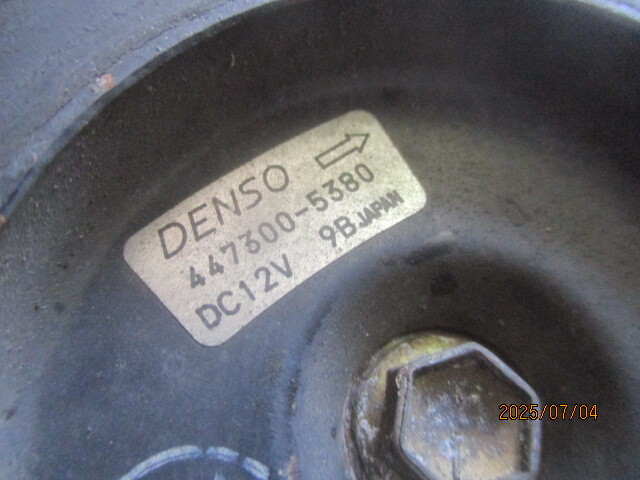 DENSO
447300-5380
DC12V 9B JAPAN
2025/07/04